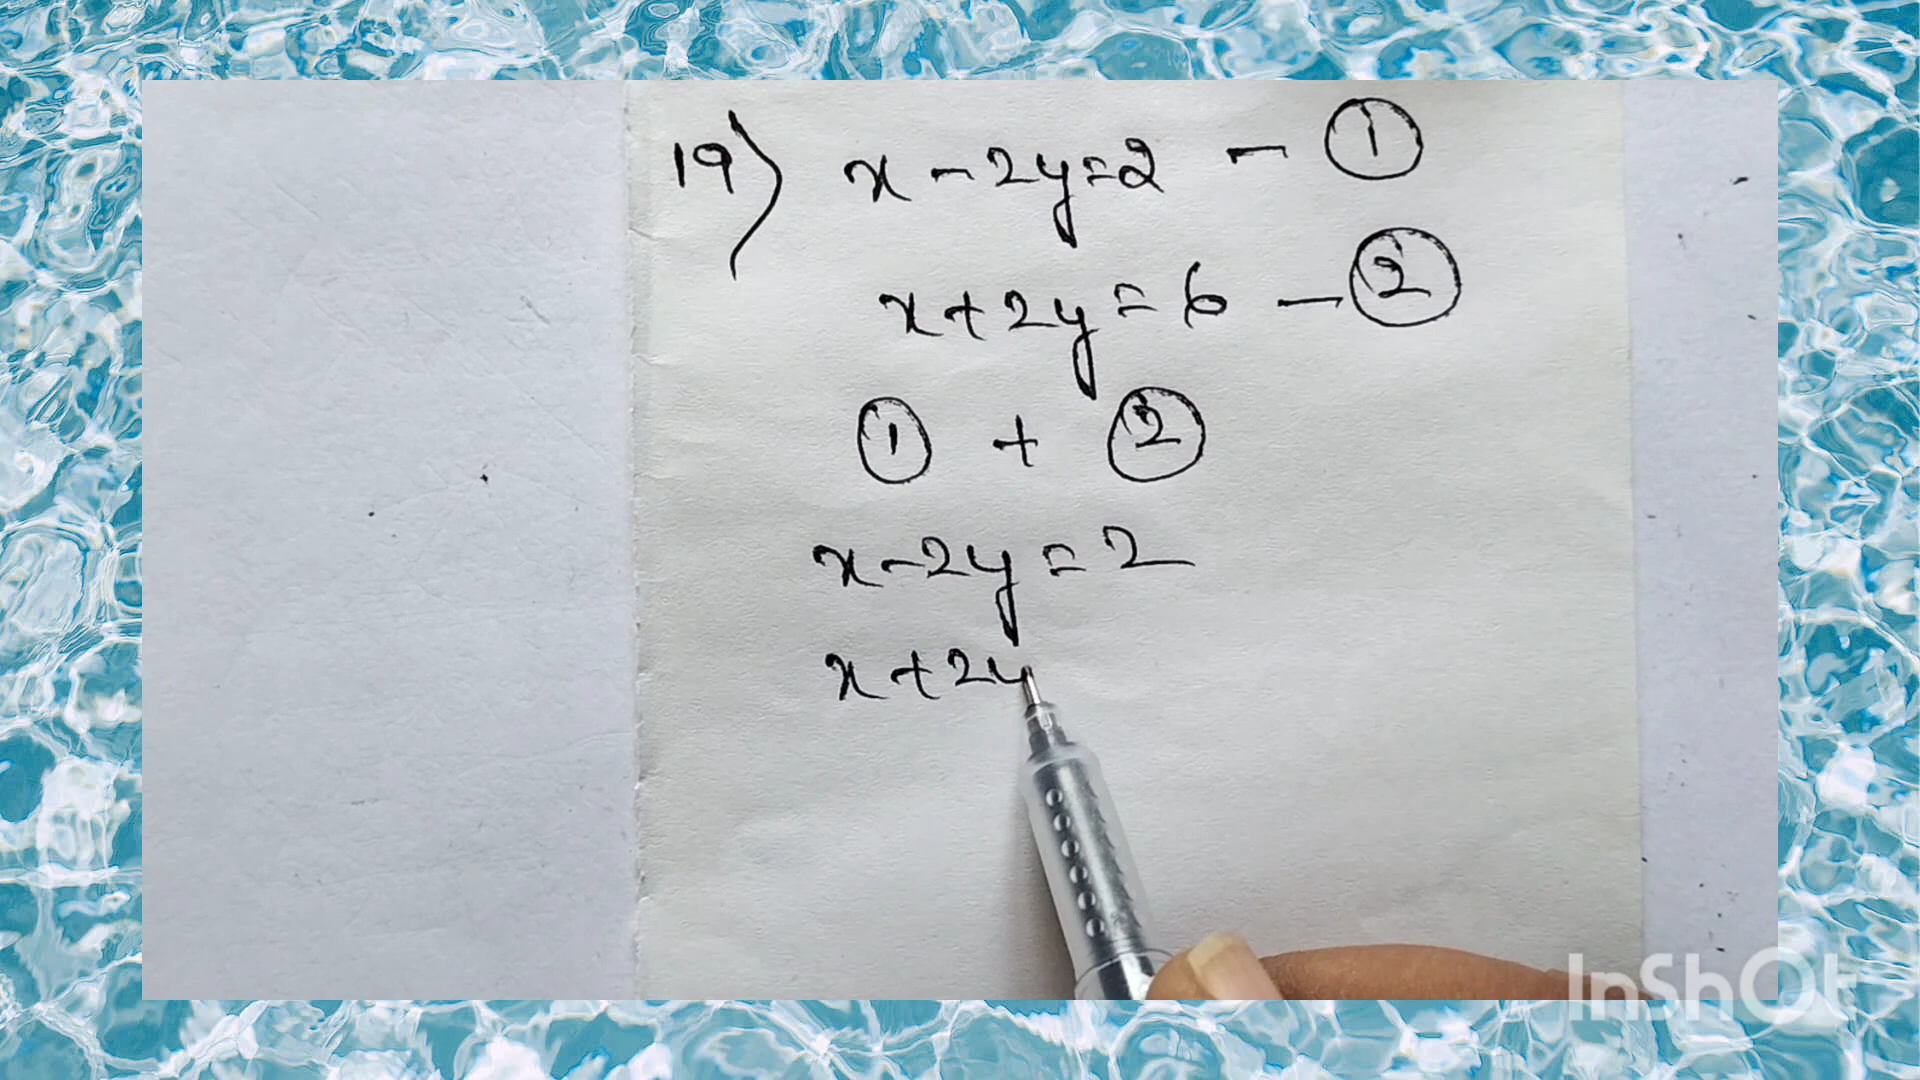 19) x - 2y = 2 - ①
x + 2y = 6 - ②
① + ②
x - 2y = 2
x + 2y
InShOt